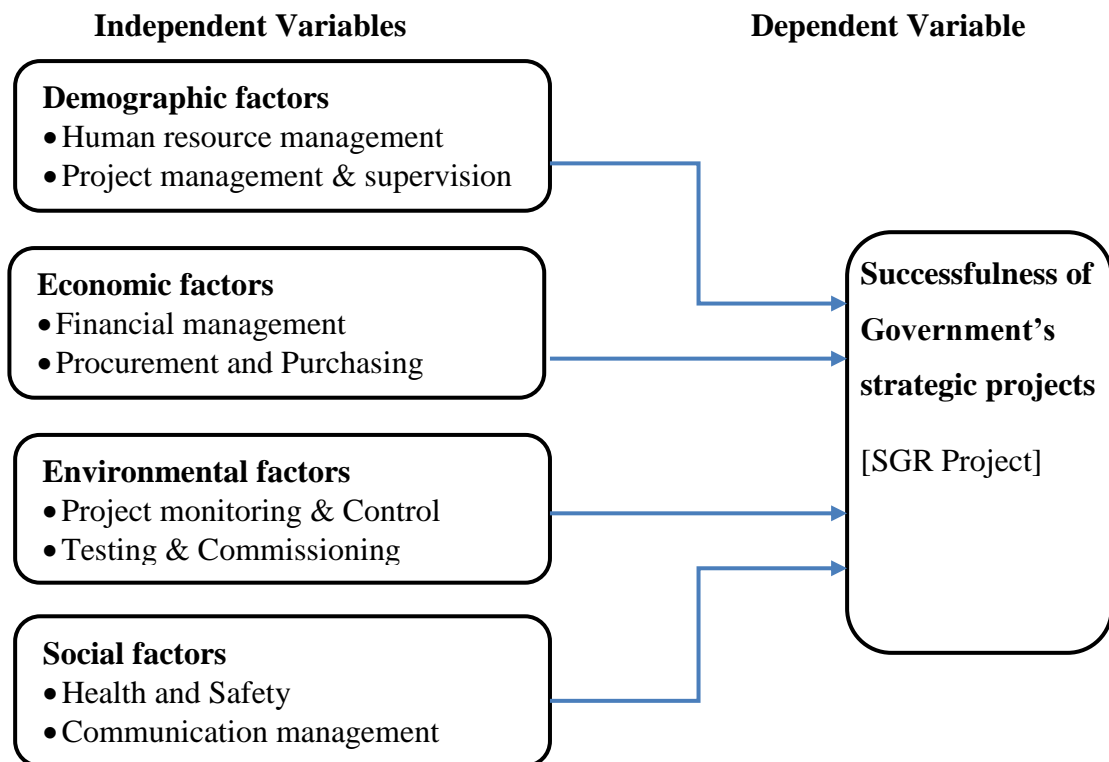 Independent Variables
Dependent Variable
Demographic factors
• Human resource management
• Project management & supervision
Economic factors
• Financial management
• Procurement and Purchasing
Environmental factors
• Project monitoring & Control
• Testing & Commissioning
Social factors
• Health and Safety
• Communication management
Successfulness of
Government’s
strategic projects
[SGR Project]